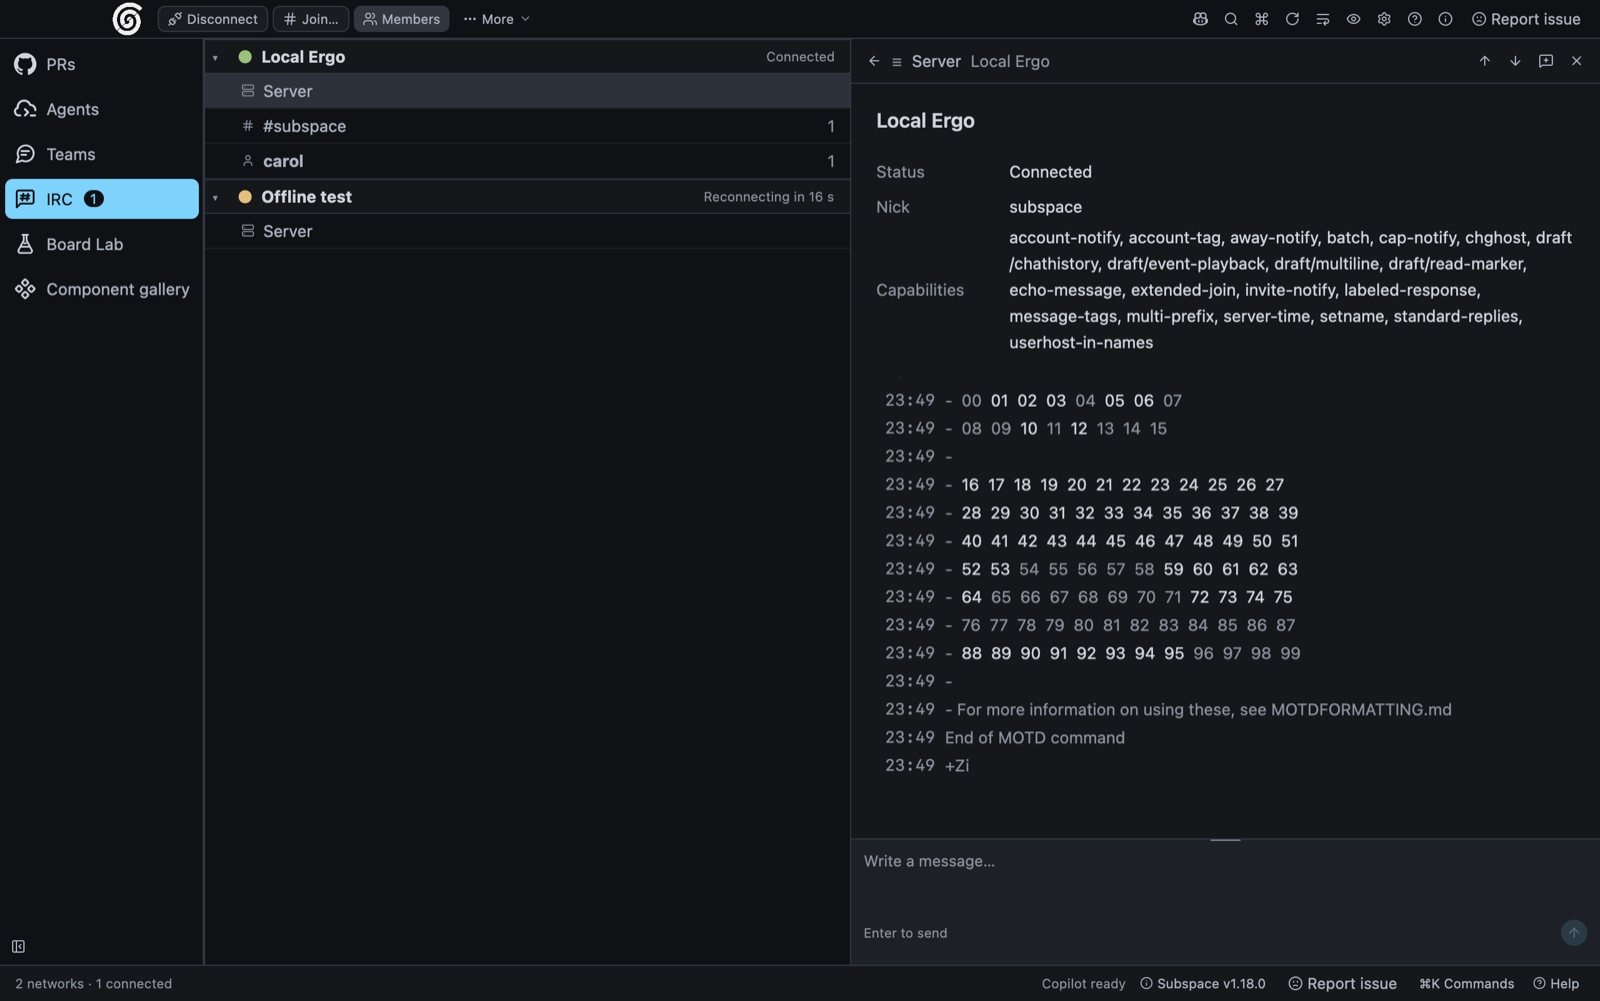 Disconnect
# Join...
Members
More
Report issue
PRs
Agents
Teams
IRC 1
Board Lab
Component gallery
Local Ergo
Connected
Server
# #subspace 1
carol 1
Offline test
Reconnecting in 16 s
Server
Server Local Ergo
Local Ergo
Status Connected
Nick subspace
Capabilities
account-notify, account-tag, away-notify, batch, cap-notify, chghost, draft
/chathistory, draft/event-playback, draft/multiline, draft/read-marker,
echo-message, extended-join, invite-notify, labeled-response,
message-tags, multi-prefix, server-time, setname, standard-replies,
userhost-in-names
23:49 - 00 01 02 03 04 05 06 07
23:49 - 08 09 10 11 12 13 14 15
23:49 -
23:49 - 16 17 18 19 20 21 22 23 24 25 26 27
23:49 - 28 29 30 31 32 33 34 35 36 37 38 39
23:49 - 40 41 42 43 44 45 46 47 48 49 50 51
23:49 - 52 53 54 55 56 57 58 59 60 61 62 63
23:49 - 64 65 66 67 68 69 70 71 72 73 74 75
23:49 - 76 77 78 79 80 81 82 83 84 85 86 87
23:49 - 88 89 90 91 92 93 94 95 96 97 98 99
23:49 -
23:49 - For more information on using these, see MOTDFORMATTING.md
23:49 End of MOTD command
23:49 +Zi
Write a message...
Enter to send
2 networks · 1 connected
Copilot ready
Subspace v1.18.0
Report issue
⌘K Commands
Help